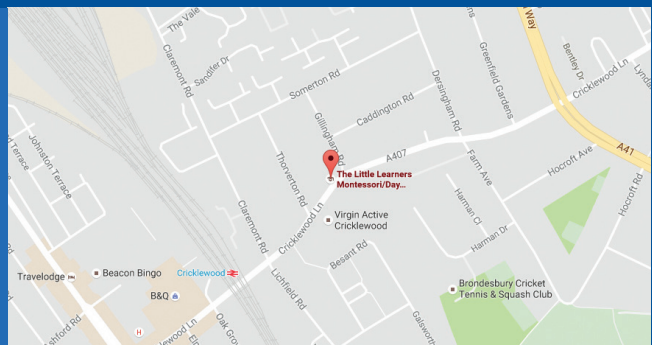 The Vale
Way
Claremont Rd
Sandifer Dr
Somerton Rd
Dersingham Rd
Greenfield Gardens
Bentley Dr
Cricklewood Ln
Caddington Rd
Gillingham Rd
A407
A41
Johnston Terrace
Terrace
Thorverton Rd
The Little Learners
Montessori/Day...
Farm Ave
Hocroft Ave
Hocroft Rd
Claremont Rd
Cricklewood Ln
Virgin Active
Cricklewood
Harman Cl
Harman Dr
Besant Rd
Travelodge
Beacon Bingo
Cricklewood
B&Q
Lichfield Rd
Brondesbury Cricket
Tennis & Squash Club
H